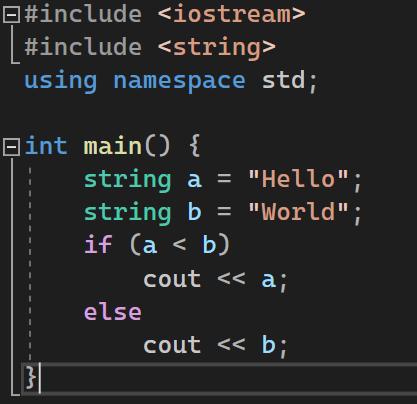 #include <iostream>
#include <string>
using namespace std;

int main() {
    string a = "Hello";
    string b = "World";
    if (a < b)
        cout << a;
    else
        cout << b;
}